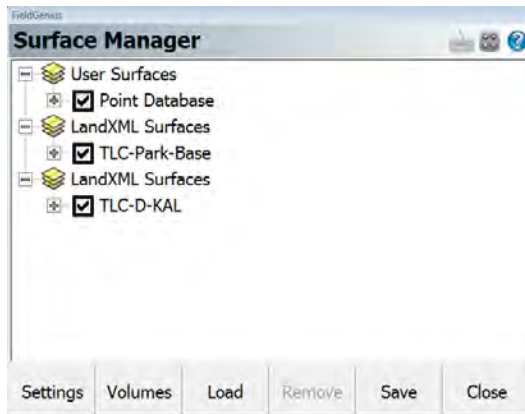 FieldGenius
Surface Manager
User Surfaces
Point Database
LandXML Surfaces
TLC-Park-Base
LandXML Surfaces
TLC-D-KAL
Settings Volumes Load Remove Save Close